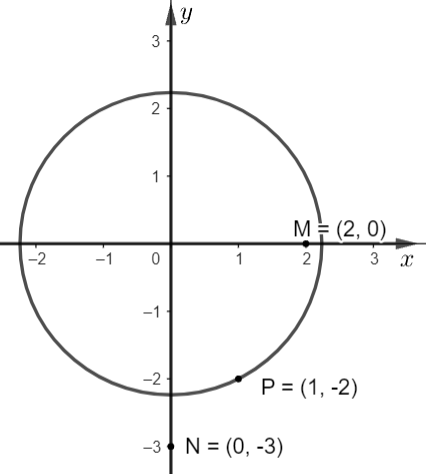 y
3
2
1
M = (2, 0)
–2 –1 0 1 2 3 x
–1
–2
P = (1, -2)
–3 N = (0, -3)